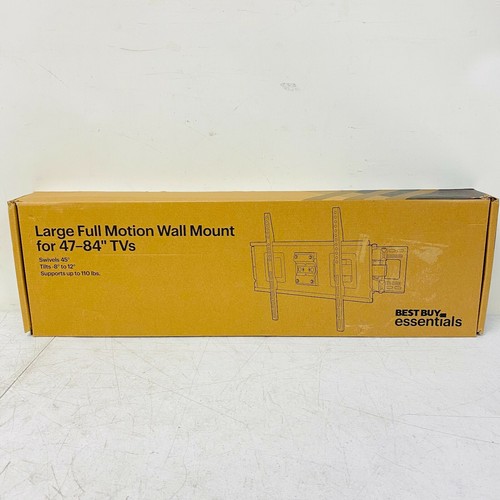 Large Full Motion Wall Mount
for 47–84" TVs
Swivels 45°
Tilts -8° to 12°
Supports up to 110 lbs.
BEST BUY
essentials